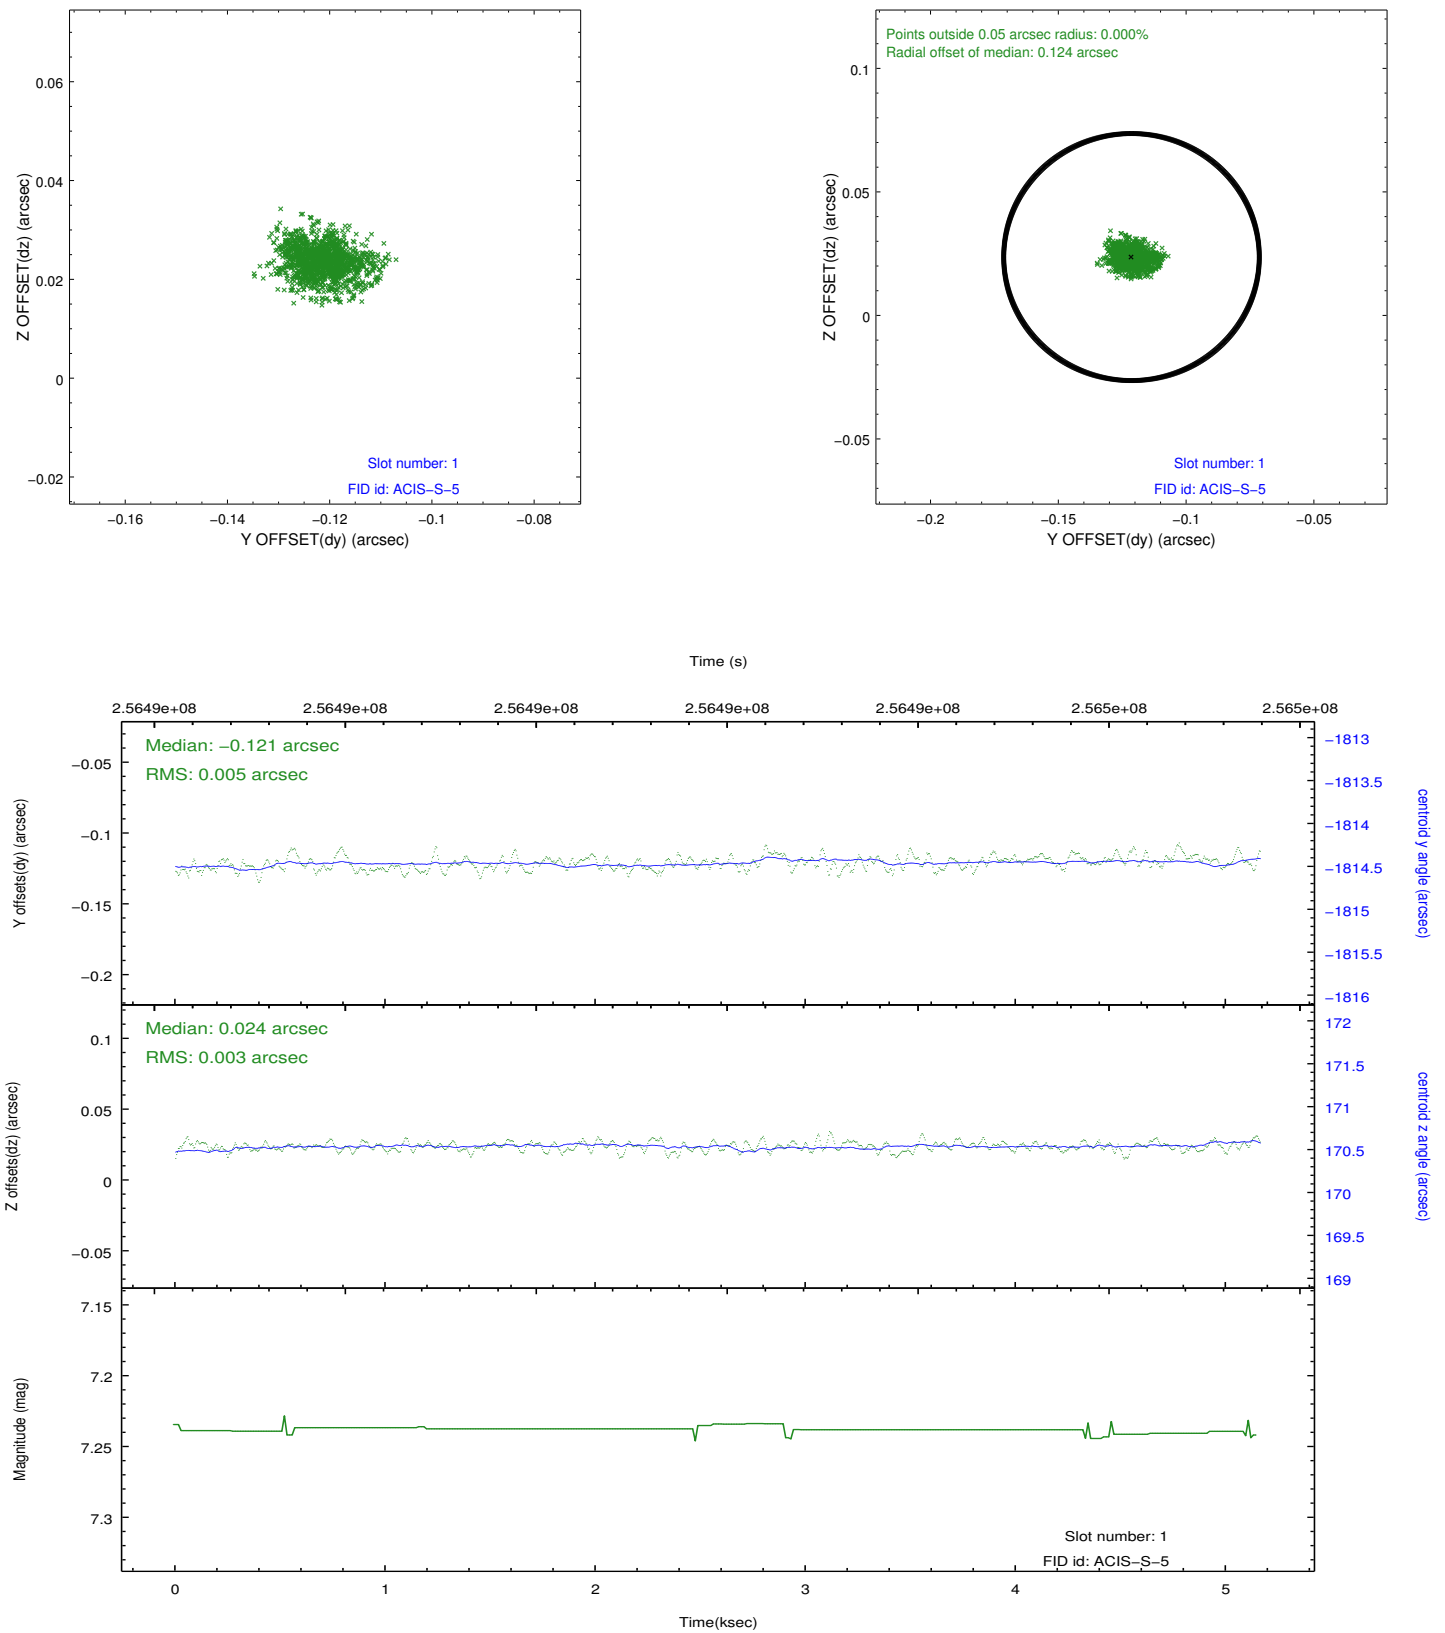 0.06
0.04
0.02
0
−0.02
Z OFFSET(dz) (arcsec)
Slot number: 1
FID id: ACIS−S−5
−0.16
−0.14
−0.12
−0.1
−0.08
Y OFFSET(dy) (arcsec)
Points outside 0.05 arcsec radius: 0.000%
Radial offset of median: 0.124 arcsec
0.1
0.05
0
−0.05
Z OFFSET(dz) (arcsec)
Slot number: 1
FID id: ACIS−S−5
−0.2
−0.15
−0.1
−0.05
Y OFFSET(dy) (arcsec)
Time (s)
2.5649e+08
2.5649e+08
2.5649e+08
2.5649e+08
2.5649e+08
2.565e+08
2.565e+08
Median: −0.121 arcsec
RMS: 0.005 arcsec
−0.05
−0.1
−0.15
−0.2
Y offsets(dy) (arcsec)
−1813
−1813.5
−1814
−1814.5
−1815
−1815.5
−1816
centroid y angle (arcsec)
Median: 0.024 arcsec
RMS: 0.003 arcsec
0.1
0.05
0
−0.05
Z offsets(dz) (arcsec)
172
171.5
171
170.5
170
169.5
169
centroid z angle (arcsec)
7.15
7.2
7.25
7.3
Magnitude (mag)
Slot number: 1
FID id: ACIS−S−5
0
1
2
3
4
5
Time(ksec)